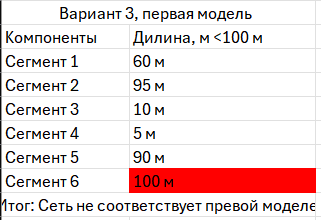 Вариант 3, первая модель
Компоненты Дилина, м <100 м
Сегмент 1 60 м
Сегмент 2 95 м
Сегмент 3 10 м
Сегмент 4 5 м
Сегмент 5 90 м
Сегмент 6 100 м
Итог: Сеть не соответствует превой моделе